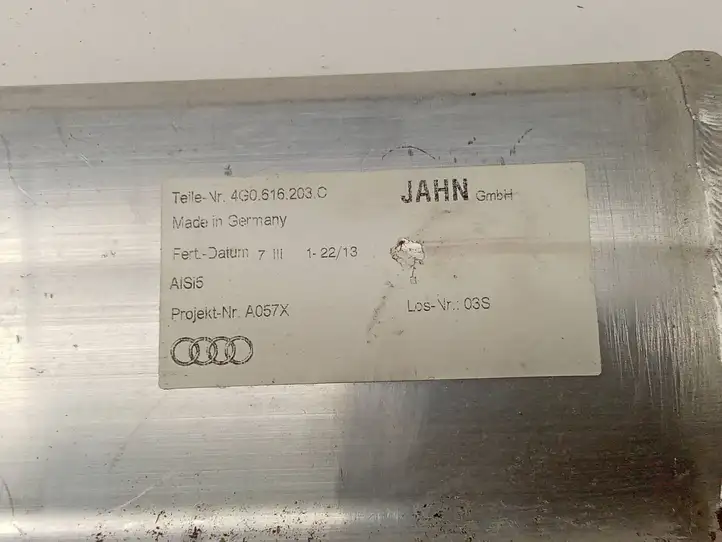 Teile-Nr. 4G0.616.203.C JAHN GmbH
Made in Germany
Fert.-Datum 7 III 1- 22/13
AlSi5
Projekt-Nr. A057X Los-Nr.: 03S